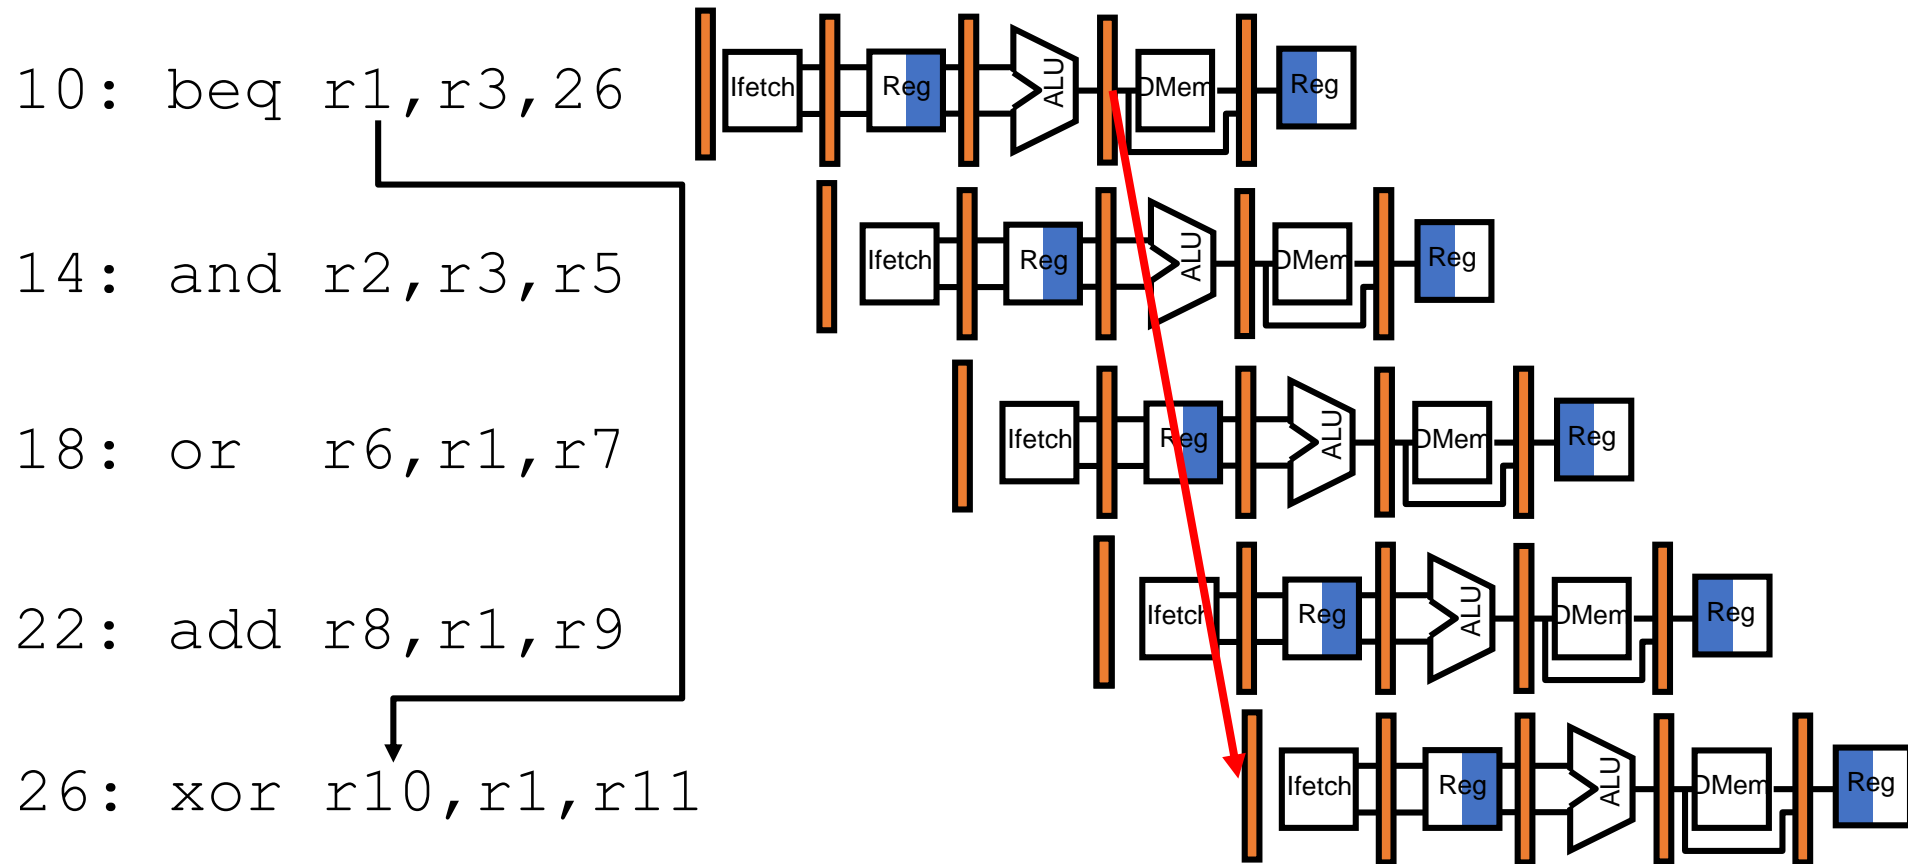 10: beq r1,r3,26
Ifetch Reg ALU DMem Reg
14: and r2,r3,r5
Ifetch Reg ALU DMem Reg
18: or  r6,r1,r7
Ifetch Reg ALU DMem Reg
22: add r8,r1,r9
Ifetch Reg ALU DMem Reg
26: xor r10,r1,r11
Ifetch Reg ALU DMem Reg